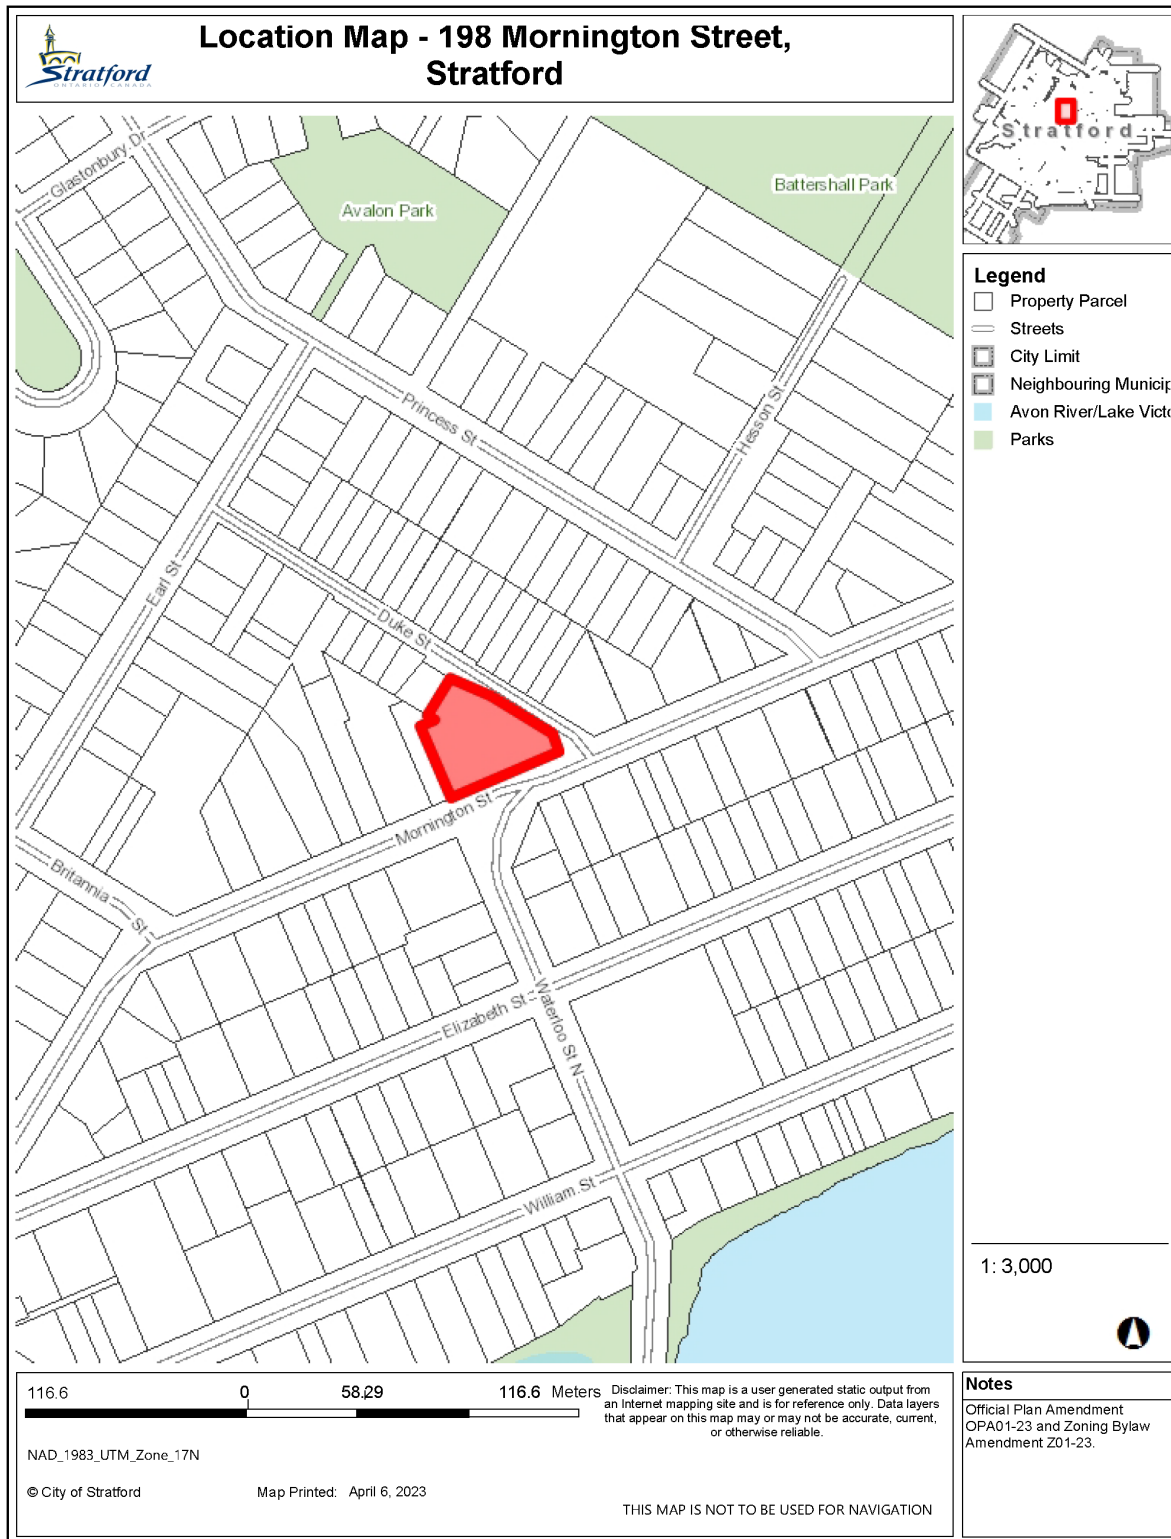 Location Map - 198 Mornington Street,
Stratford
Stratford
ONTARIO CANADA
Stratford
Glastonbury Dr
Avalon Park
Battershall Park
Princess St
Hesson St
Earl St
Duke St
Mornington St
Britannia St
Elizabeth St
Waterloo St N
William St
Legend
Property Parcel
Streets
City Limit
Neighbouring Municip
Avon River/Lake Victo
Parks
1: 3,000
116.6 0 58.29 116.6 Meters
NAD_1983_UTM_Zone_17N
© City of Stratford Map Printed: April 6, 2023
Disclaimer: This map is a user generated static output from
an Internet mapping site and is for reference only. Data layers
that appear on this map may or may not be accurate, current,
or otherwise reliable.
THIS MAP IS NOT TO BE USED FOR NAVIGATION
Notes
Official Plan Amendment
OPA01-23 and Zoning Bylaw
Amendment Z01-23.